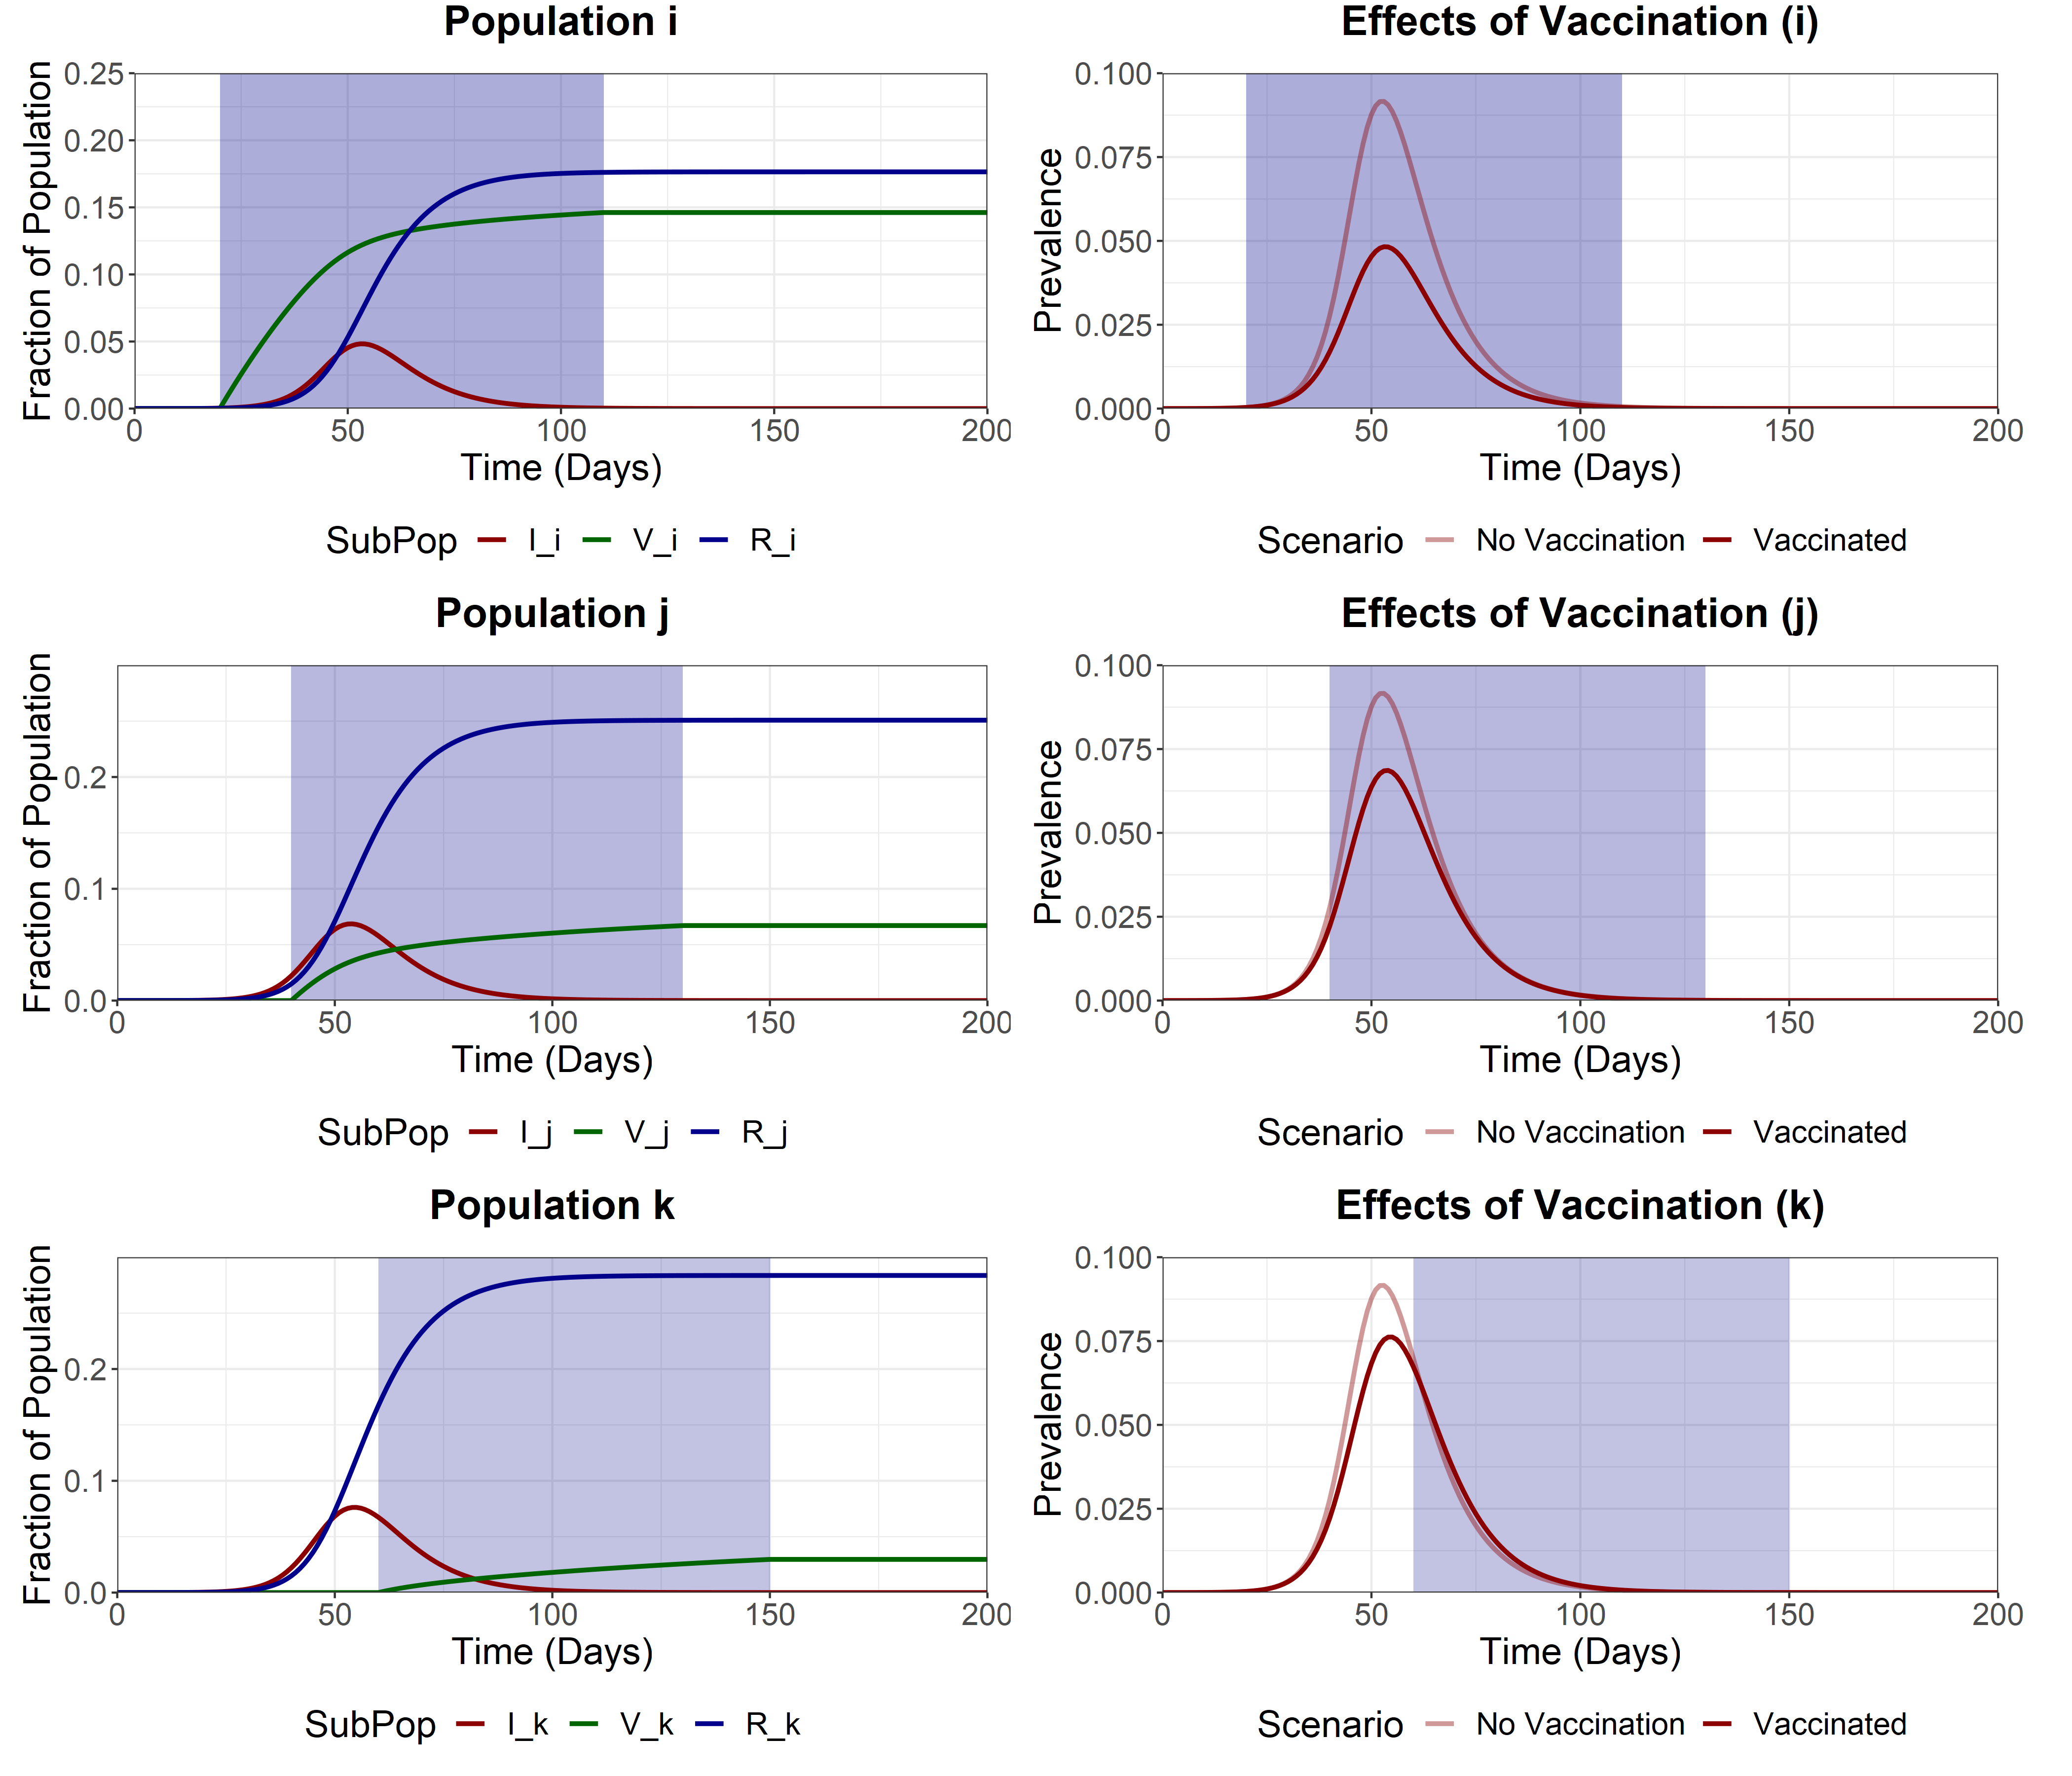 Population i
Effects of Vaccination (i)
Fraction of Population
0.25
0.20
0.15
0.10
0.05
0.00
0 50 100 150 200
Time (Days)
SubPop I_i V_i R_i
Prevalence
0.100
0.075
0.050
0.025
0.000
0 50 100 150 200
Time (Days)
Scenario No Vaccination Vaccinated
Population j
Effects of Vaccination (j)
Fraction of Population
0.2
0.1
0.0
0 50 100 150 200
Time (Days)
SubPop I_j V_j R_j
Prevalence
0.100
0.075
0.050
0.025
0.000
0 50 100 150 200
Time (Days)
Scenario No Vaccination Vaccinated
Population k
Effects of Vaccination (k)
Fraction of Population
0.2
0.1
0.0
0 50 100 150 200
Time (Days)
SubPop I_k V_k R_k
Prevalence
0.100
0.075
0.050
0.025
0.000
0 50 100 150 200
Time (Days)
Scenario No Vaccination Vaccinated